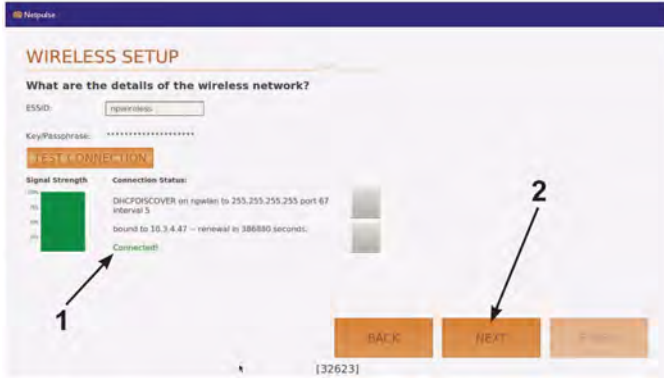 Netpulse
WIRELESS SETUP
What are the details of the wireless network?
ESSID: npwireless
Key/Passphrase: ********************
TEST CONNECTION
Signal Strength Connection Status:
DHCPDISCOVER on npwlan to 255.255.255.255 port 67
interval 5
bound to 10.3.4.47 -- renewal in 386880 seconds.
Connected!
2
1
BACK NEXT
[32623]